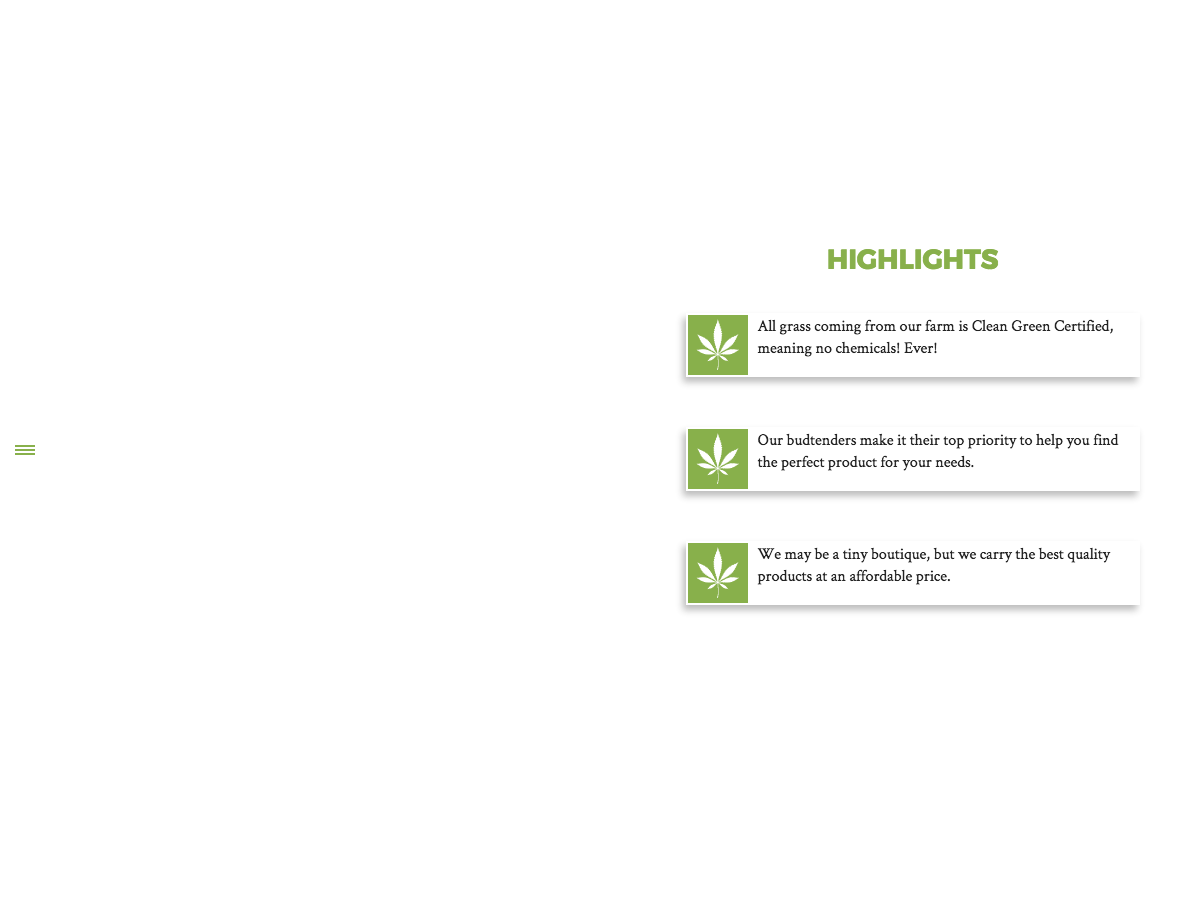 HIGHLIGHTS
All grass coming from our farm is Clean Green Certified,
meaning no chemicals! Ever!
Our budtenders make it their top priority to help you find
the perfect product for your needs.
We may be a tiny boutique, but we carry the best quality
products at an affordable price.